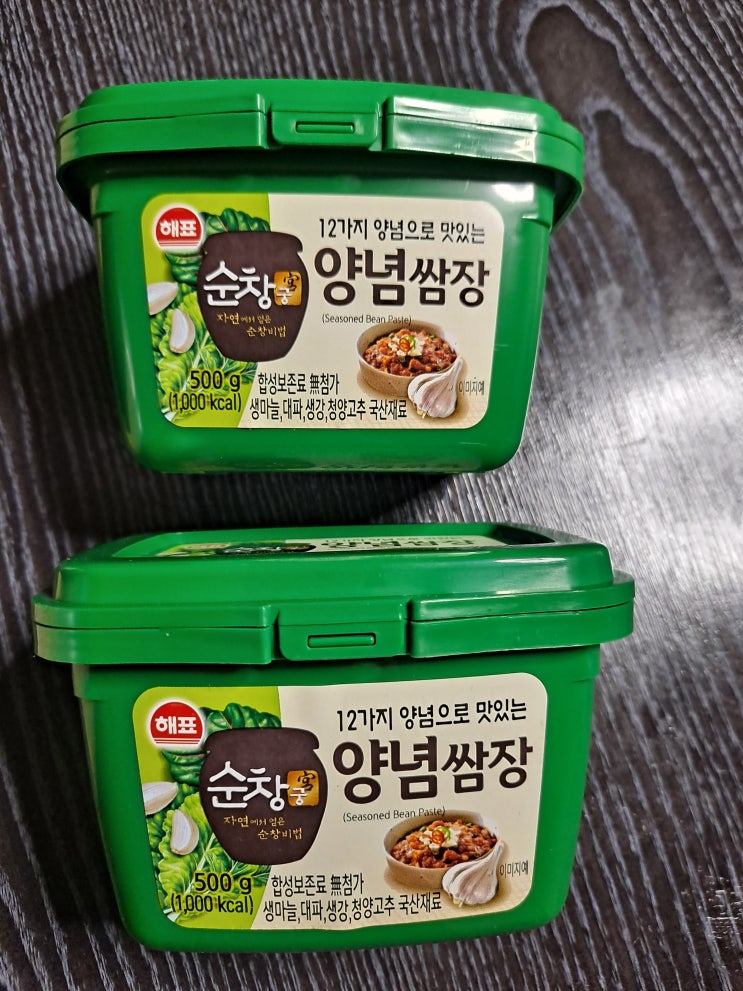 해표
12가지 양념으로 맛있는
순창 宮궁
양념쌈장
자연에서 얻은
순창비법
(Seasoned Bean Paste)
500 g
(1,000 kcal)
합성보존료 無첨가
생마늘,대파,생강,청양고추 국산재료
이미지예
해표
12가지 양념으로 맛있는
순창 宮궁
양념쌈장
자연에서 얻은
순창비법
(Seasoned Bean Paste)
500 g
(1,000 kcal)
합성보존료 無첨가
생마늘,대파,생강,청양고추 국산재료
이미지예